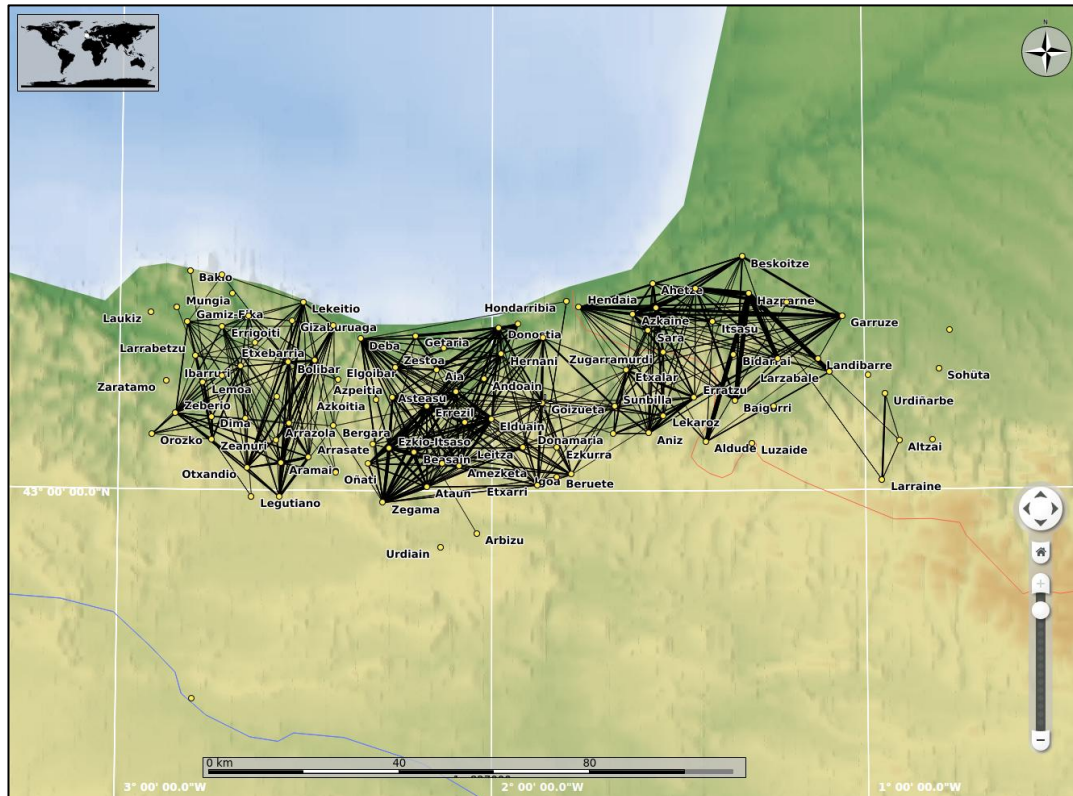 N
Beskoitze
Bakio
Ahetze
Hendaia
Hazparne
Mungia
Lekeitio
Hondarribia
Laukiz
Gamiz-Fika
Azkaine
Garruze
Errigoiti
Gizaburuaga
Donostia
Itsasu
Sara
Larrabetzu
Etxebarria
Deba
Getaria
Zestoa
Hernani
Zugarramurdi
Bidarrai
Landibarre
Ibarruri
Bolibar
Elgoibar
Aia
Etxalar
Larzabale
Sohüta
Zaratamo
Lemoa
Azpeitia
Andoain
Erratzu
Urdiñarbe
Zeberio
Azkoitia
Asteasu
Errezil
Goizueta
Sunbilla
Baigorri
Dima
Elduain
Lekaroz
Orozko
Zeanuri
Arrazola
Bergara
Ezkio-Itsaso
Donamaria
Aniz
Aldude
Luzaide
Altzai
Arrasate
Beasain
Leitza
Ezkurra
Otxandio
Aramaio
Oñati
Amezketa
Igoa
Beruete
Larraine
43° 00' 00.0"N
Legutiano
Zegama
Ataun
Etxarri
Arbizu
Urdiain
0 km
40
80
3° 00' 00.0"W
2° 00' 00.0"W
1° 00' 00.0"W